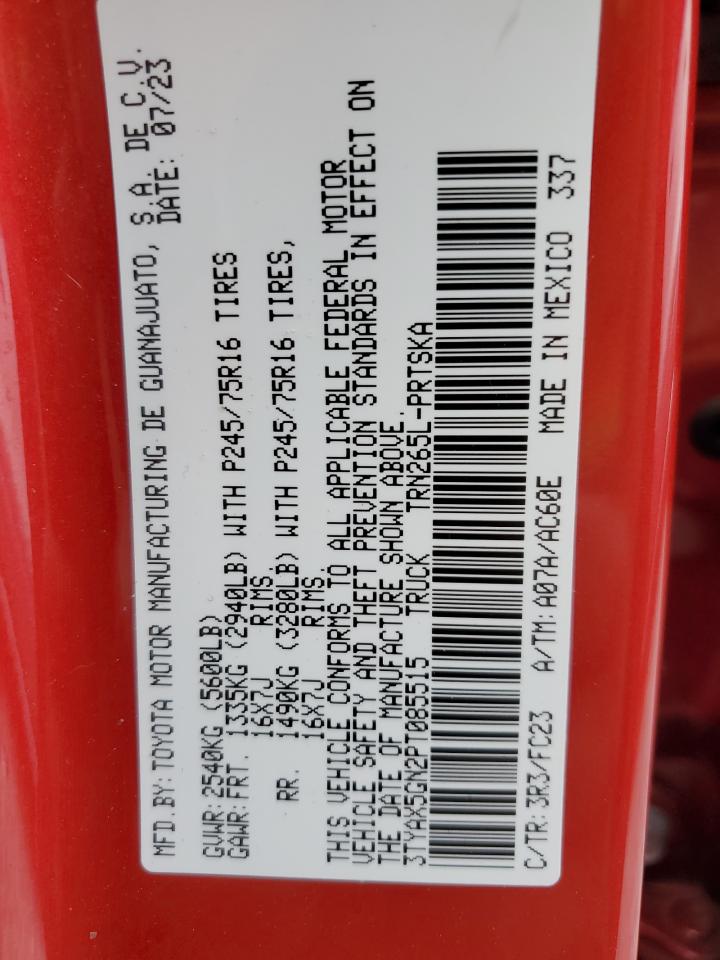 MFD.BY: TOYOTA MOTOR MANUFACTURING DE GUANAJUATO, S.A. DE C.V.
DATE: 07/23
GVWR: 2540KG (5600LB)
GAWR: FRT. 1335KG (2940LB) WITH P245/75R16 TIRES
16X7J RIMS
RR. 1490KG (3280LB) WITH P245/75R16 TIRES,
16X7J RIMS.
THIS VEHICLE CONFORMS TO ALL APPLICABLE FEDERAL MOTOR
VEHICLE SAFETY AND THEFT PREVENTION STANDARDS IN EFFECT ON
THE DATE OF MANUFACTURE SHOWN ABOVE.
3TYAX5GN2PT085515 TRUCK TRN265L-PRTSKA
C/TR: 3R3/FC23 A/TM: A07A/AC60E MADE IN MEXICO 337